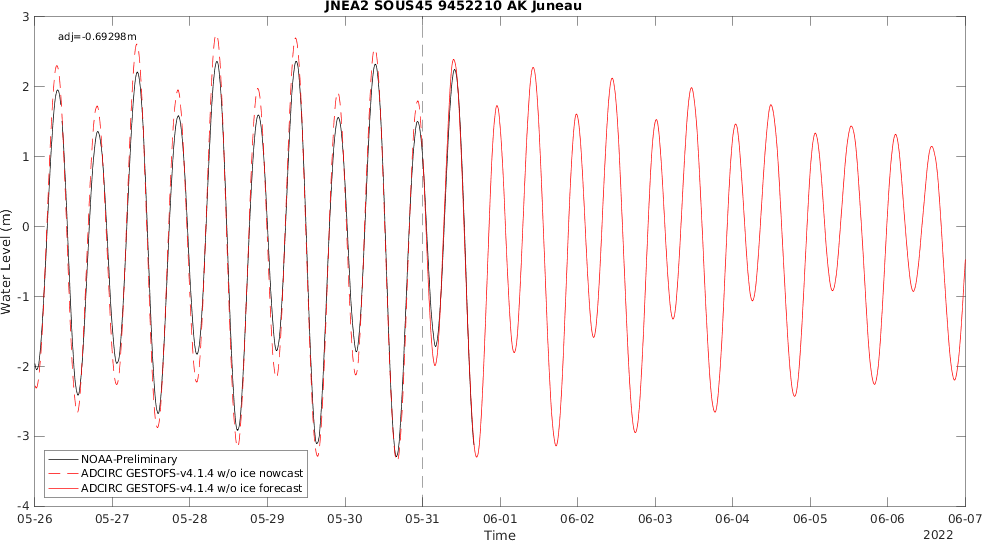 JNEA2 SOUS45 9452210 AK Juneau
adj=-0.69298m
3
2
1
0
-1
-2
-3
-4
Water Level (m)
NOAA-Preliminary
ADCIRC GESTOFS-v4.1.4 w/o ice nowcast
ADCIRC GESTOFS-v4.1.4 w/o ice forecast
05-26 05-27 05-28 05-29 05-30 05-31 06-01 06-02 06-03 06-04 06-05 06-06 06-07
Time
2022